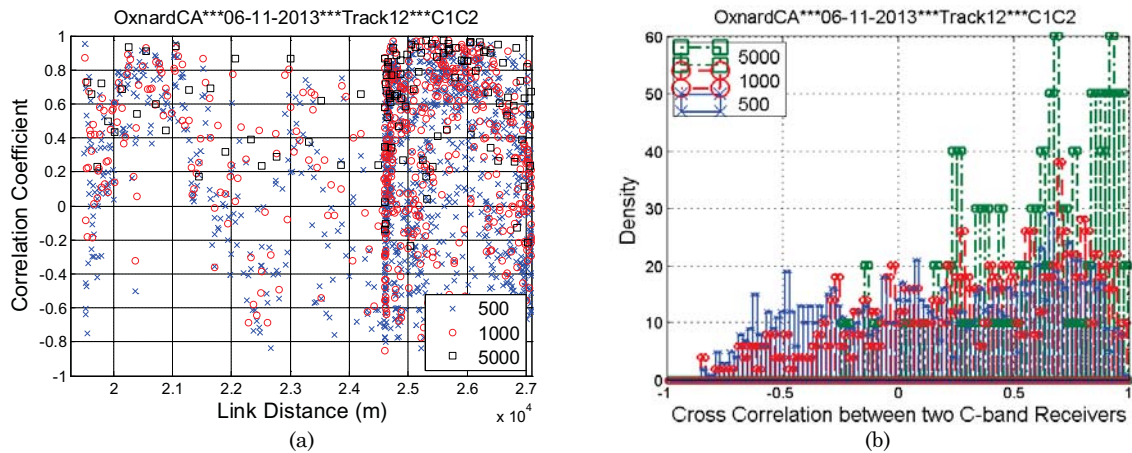 OxnardCA***06-11-2013***Track12***C1C2
1
0.8
0.6
0.4
0.2
0
-0.2
-0.4
-0.6
-0.8
-1
Correlation Coefficient
500
1000
5000
2 2.1 2.2 2.3 2.4 2.5 2.6 2.7
Link Distance (m)
x 10⁴
(a)
OxnardCA***06-11-2013***Track12***C1C2
60
50
40
30
20
10
0
Density
5000
1000
500
-1 -0.5 0 0.5 1
Cross Correlation between two C-band Receivers
(b)